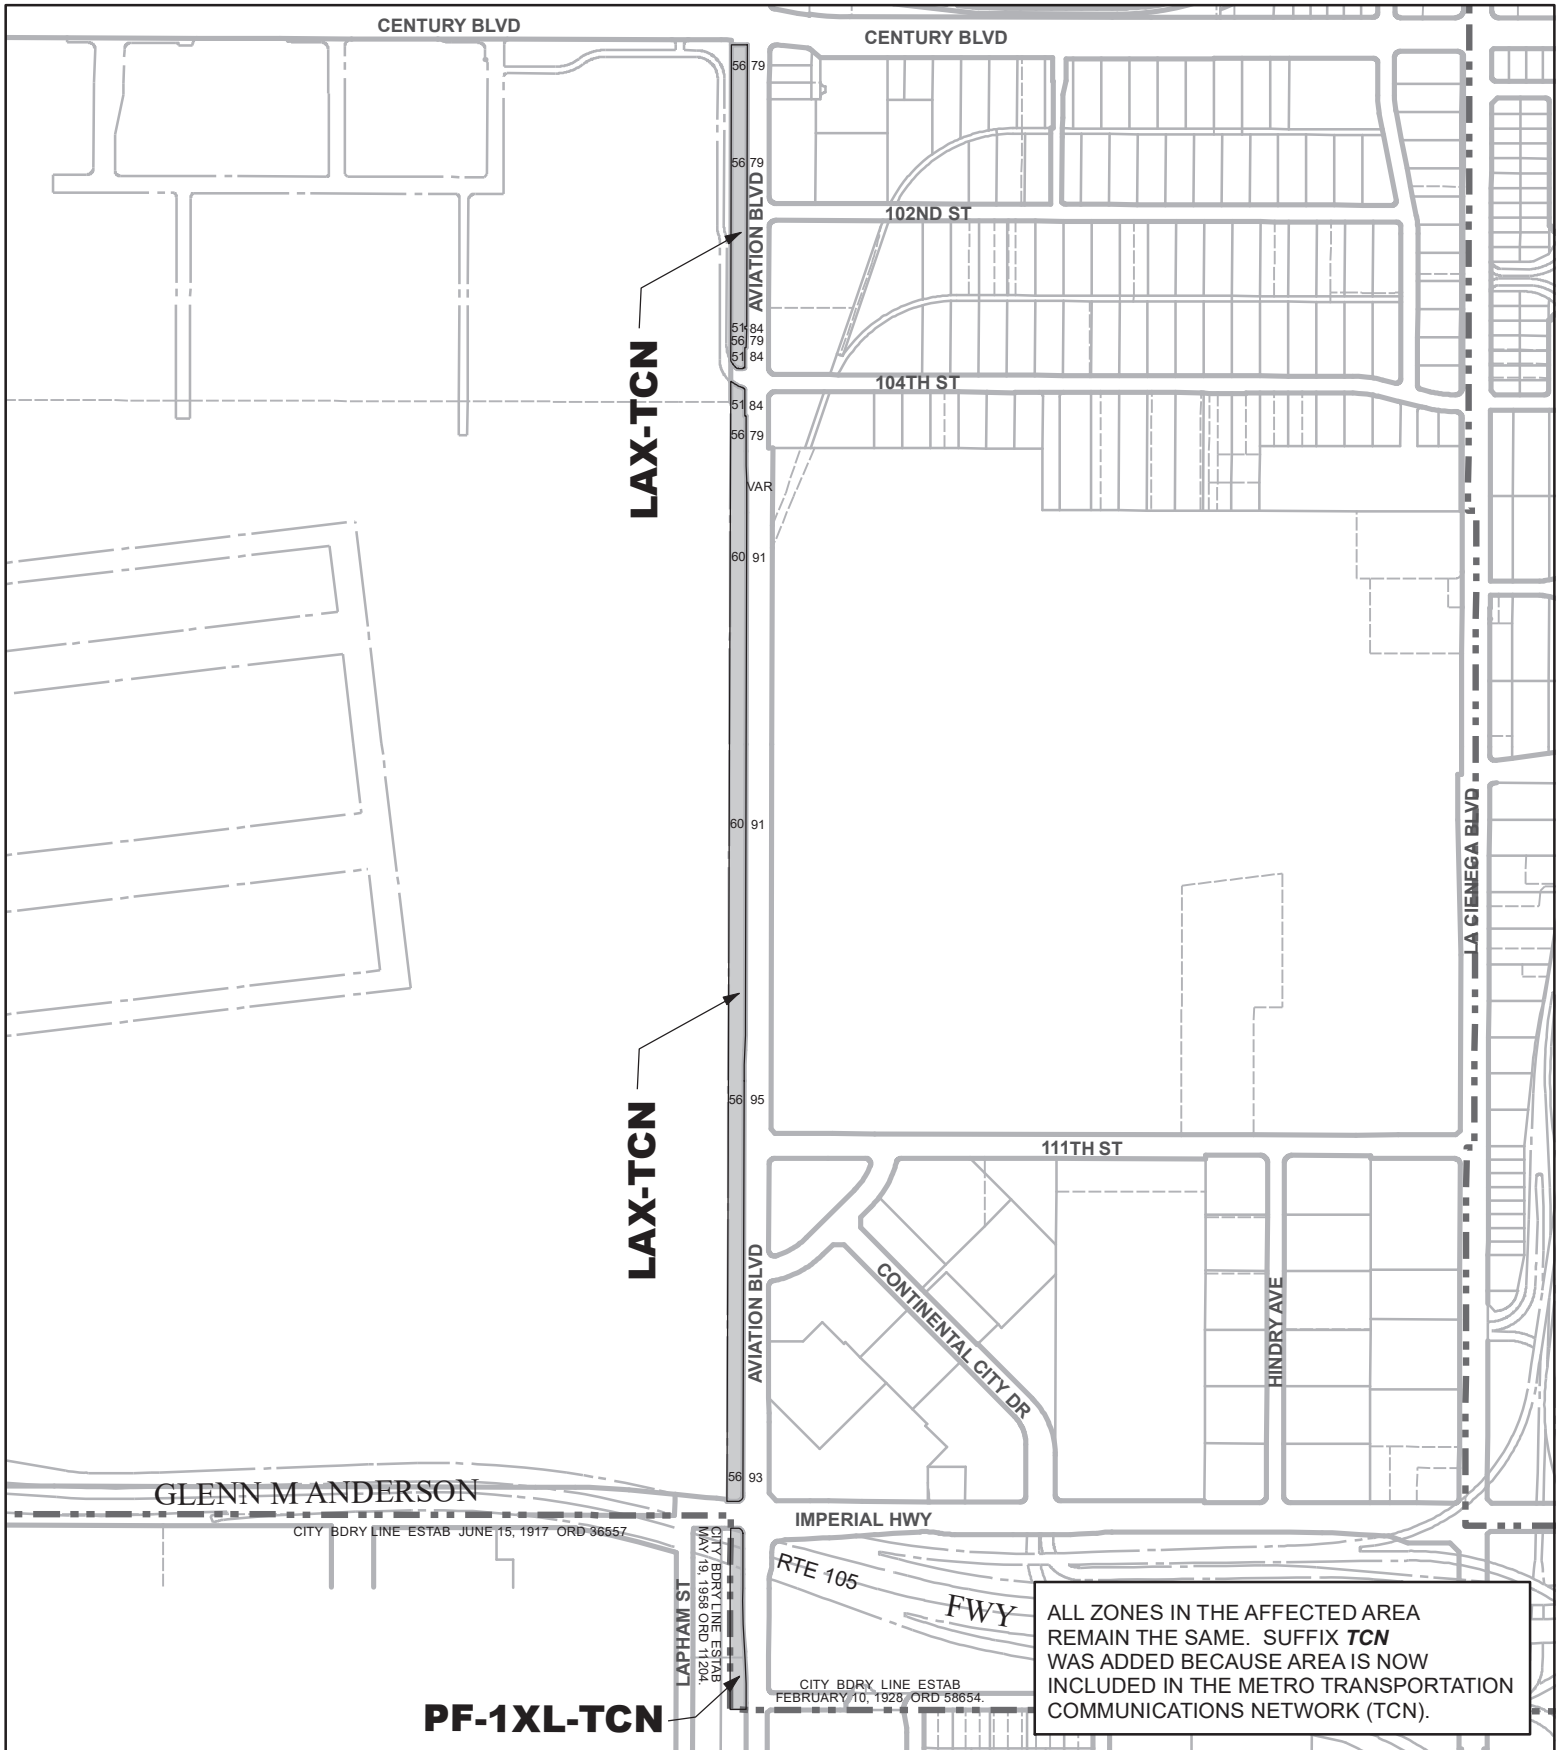 CENTURY BLVD
CENTURY BLVD
56 79
56 79
AVIATION BLVD
102ND ST
LAX-TCN
51 84
56 79
51 84
104TH ST
51 84
56 79
VAR
60 91
60 91
LA CIENEGA BLVD
LAX-TCN
56 95
111TH ST
AVIATION BLVD
CONTINENTAL CITY DR
HINDRY AVE
56 93
GLENN M ANDERSON
IMPERIAL HWY
CITY BDRY LINE ESTAB JUNE 15, 1917 ORD 36557
CITY BDRY LINE ESTAB
MAY 19, 1958 ORD 11204.
LAPHAM ST
RTE 105
FWY
CITY BDRY LINE ESTAB
FEBRUARY 10, 1928 ORD 58654.
PF-1XL-TCN
ALL ZONES IN THE AFFECTED AREA
REMAIN THE SAME. SUFFIX TCN
WAS ADDED BECAUSE AREA IS NOW
INCLUDED IN THE METRO TRANSPORTATION
COMMUNICATIONS NETWORK (TCN).